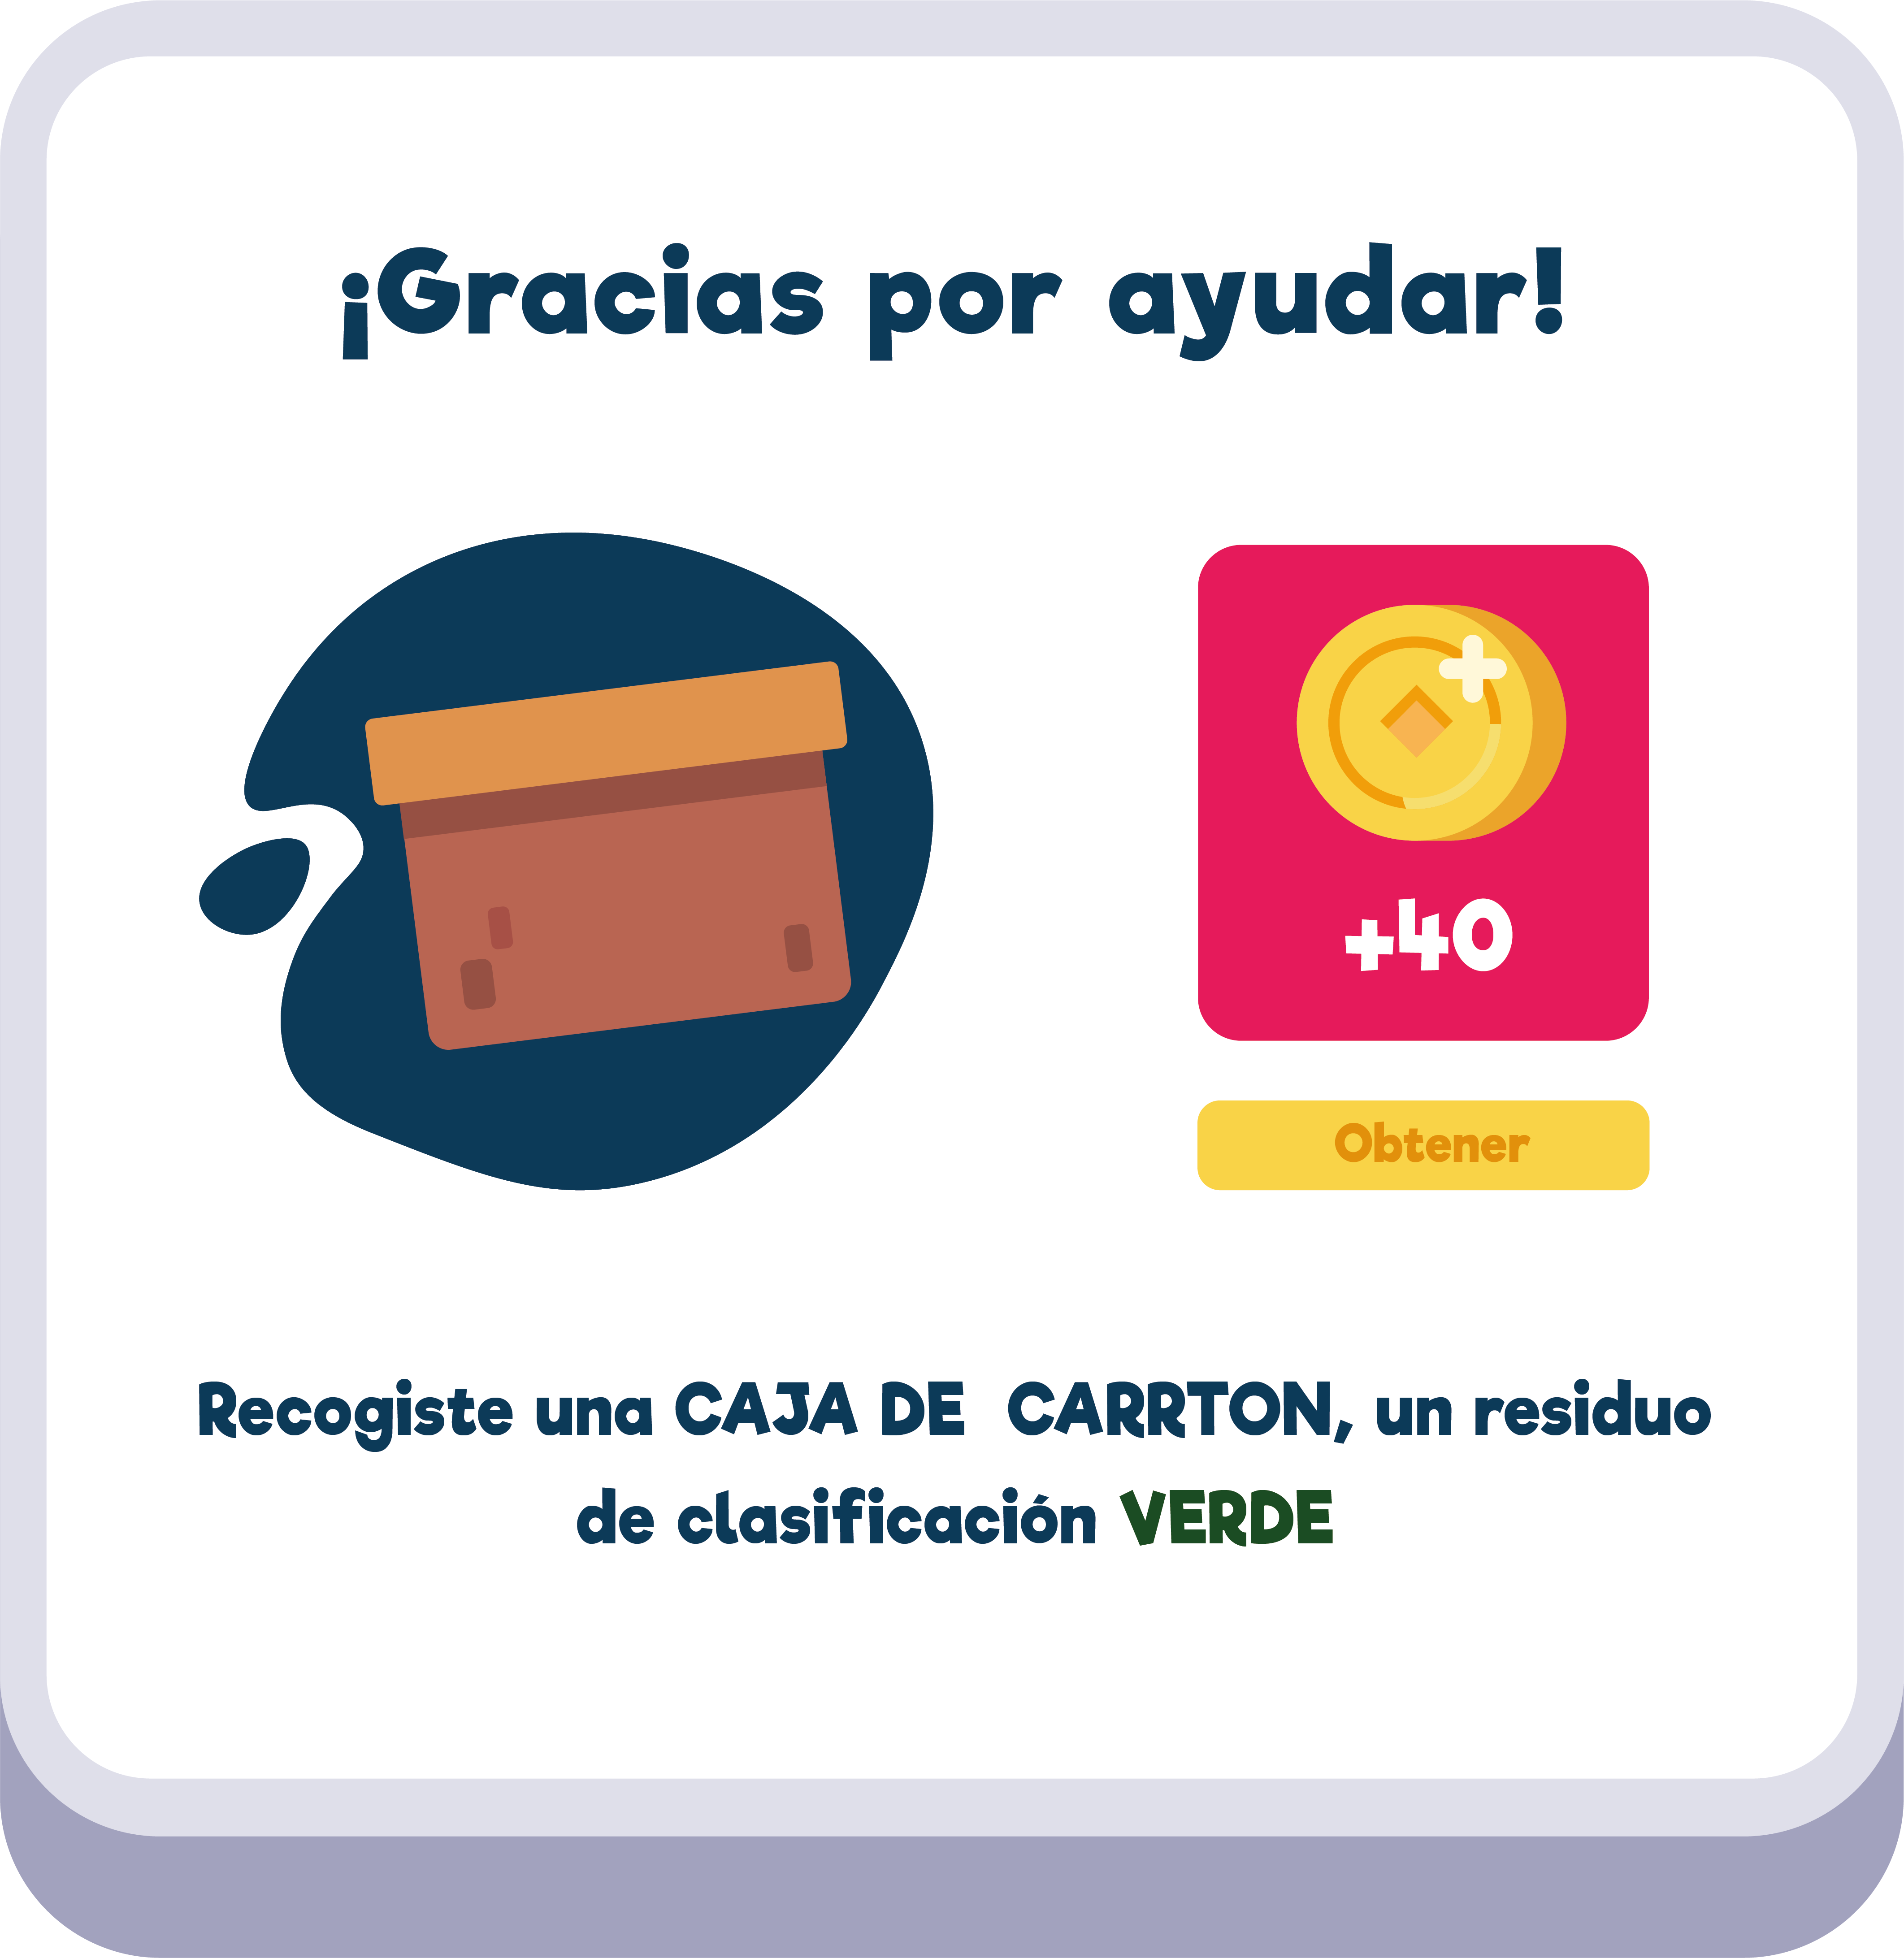 ¡Gracias por ayudar!
+40
Obtener
Recogiste una CAJA DE CARRTON, un residuo
de clasificación VERDE